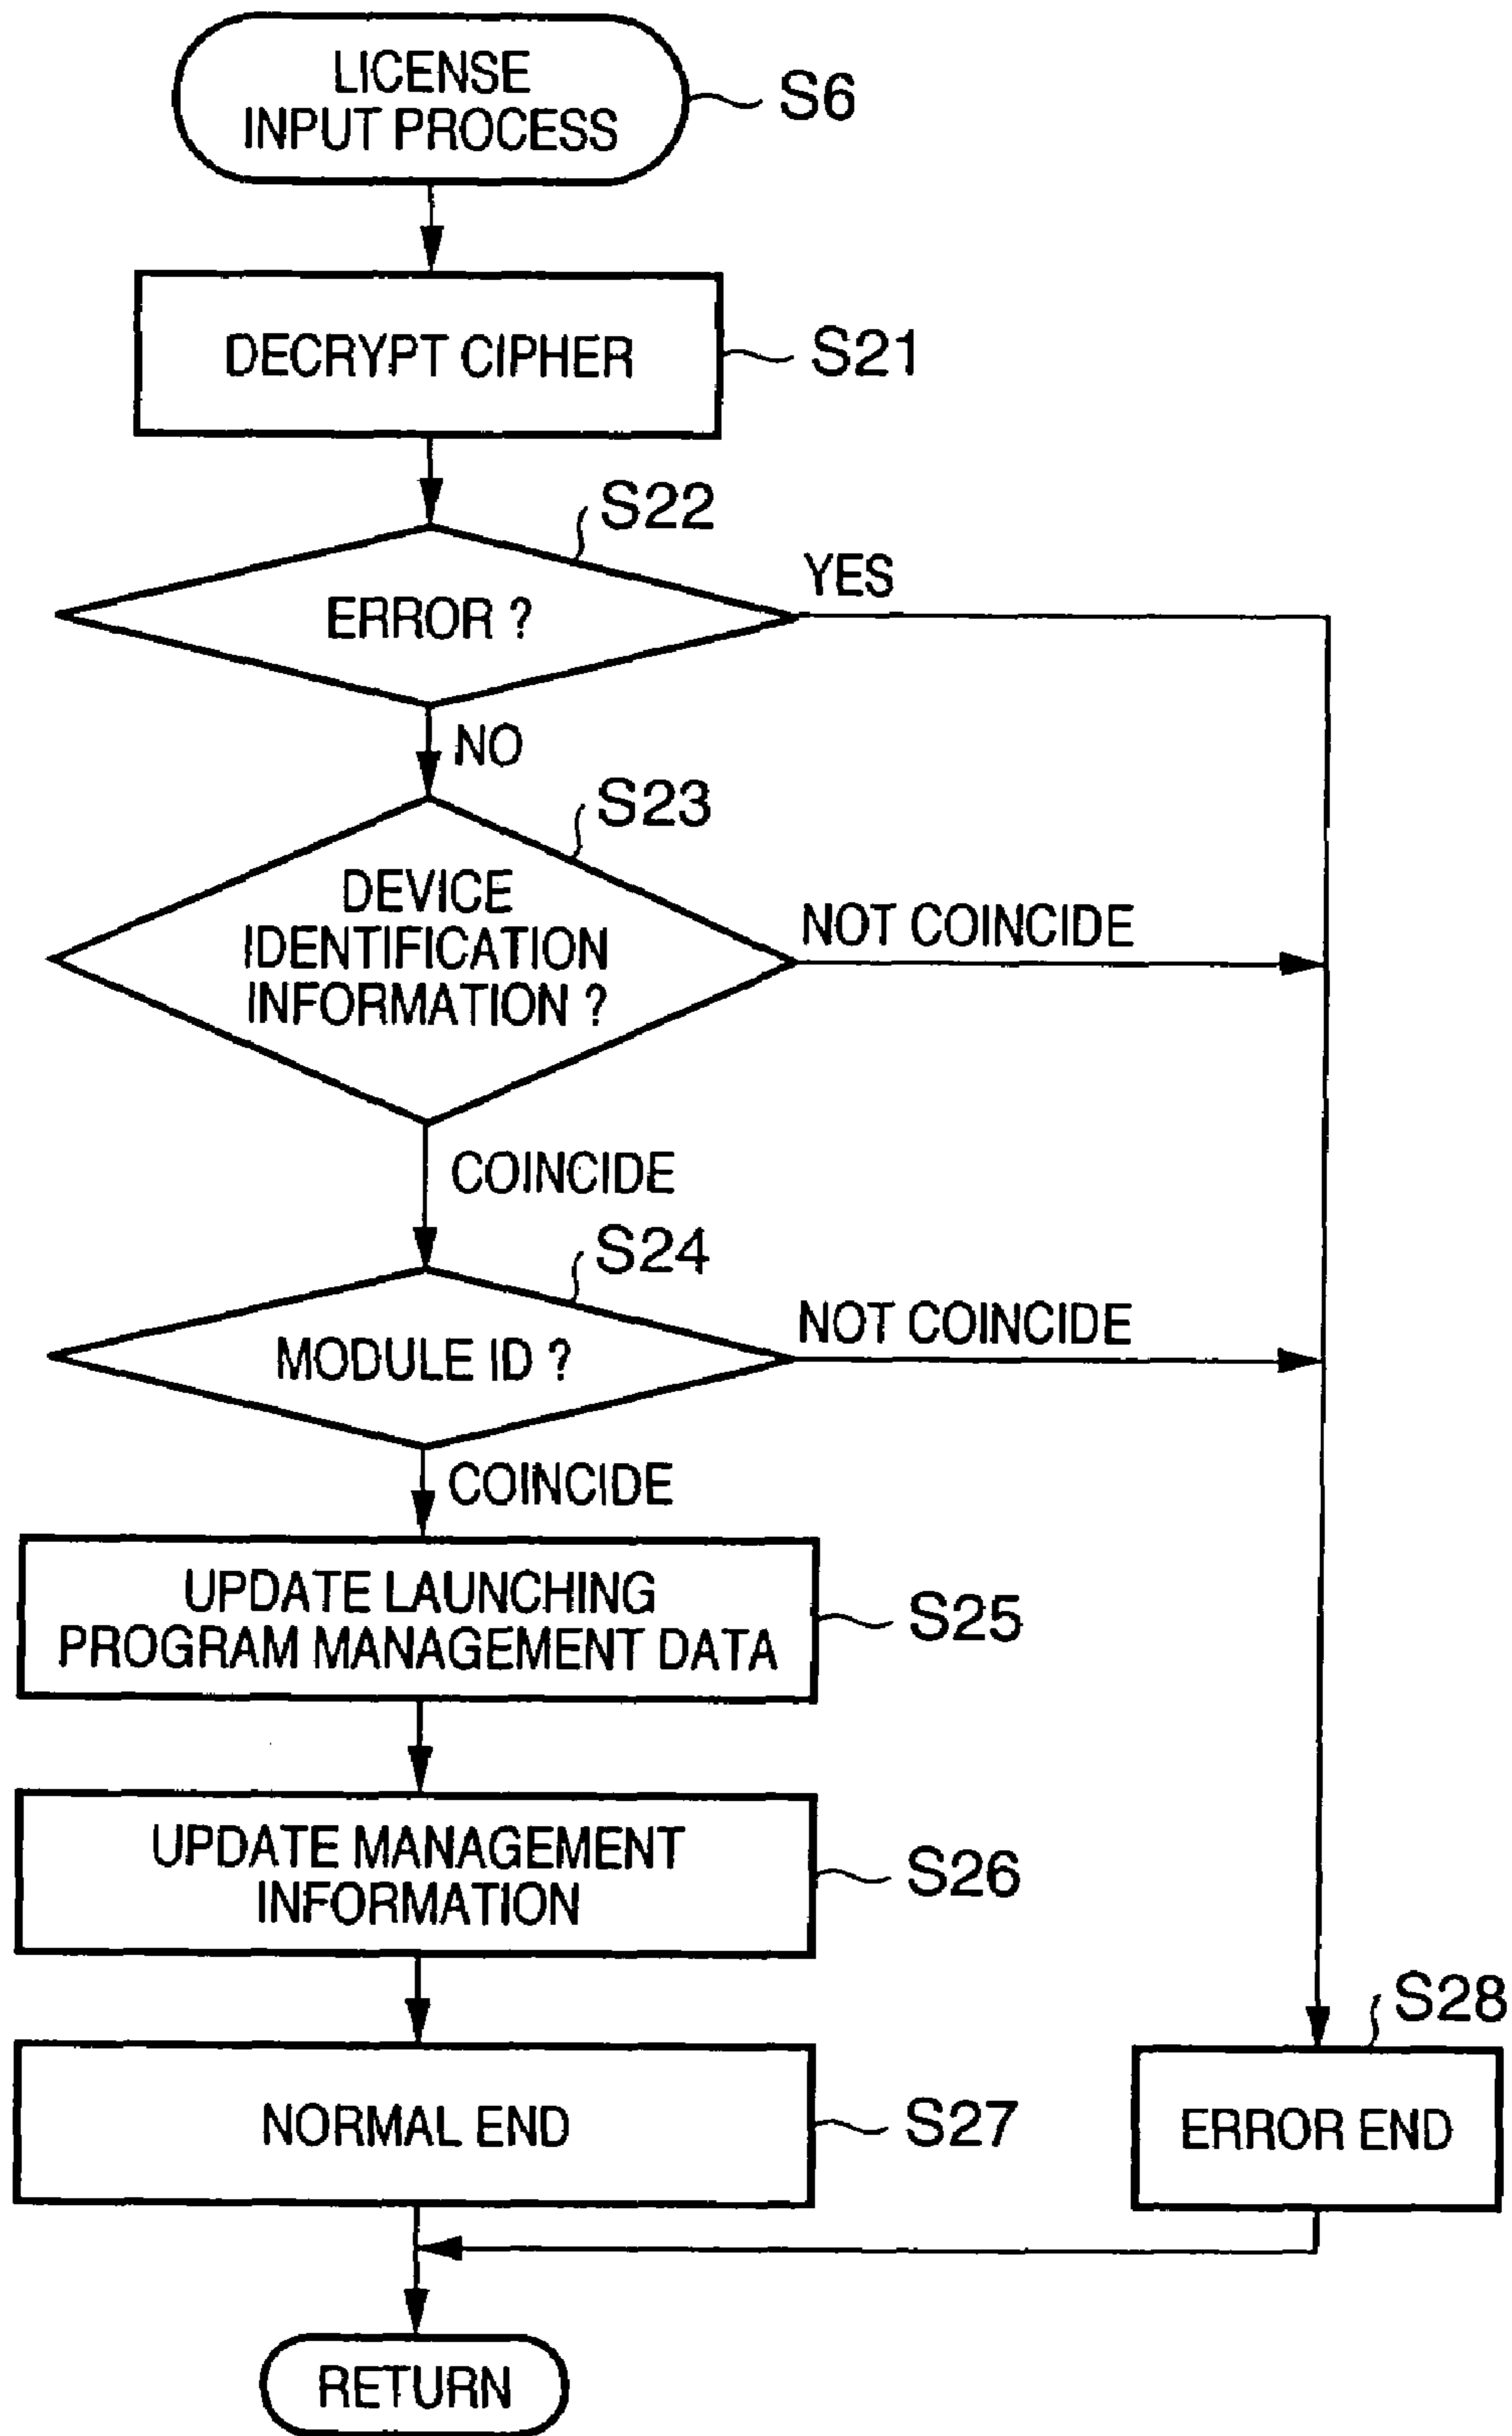 LICENSE
INPUT PROCESS
S6
DECRYPT CIPHER
S21
S22
ERROR ?
YES
NO
S23
DEVICE
IDENTIFICATION
INFORMATION ?
NOT COINCIDE
COINCIDE
S24
MODULE ID ?
NOT COINCIDE
COINCIDE
UPDATE LAUNCHING
PROGRAM MANAGEMENT DATA
S25
UPDATE MANAGEMENT
INFORMATION
S26
NORMAL END
S27
S28
ERROR END
RETURN